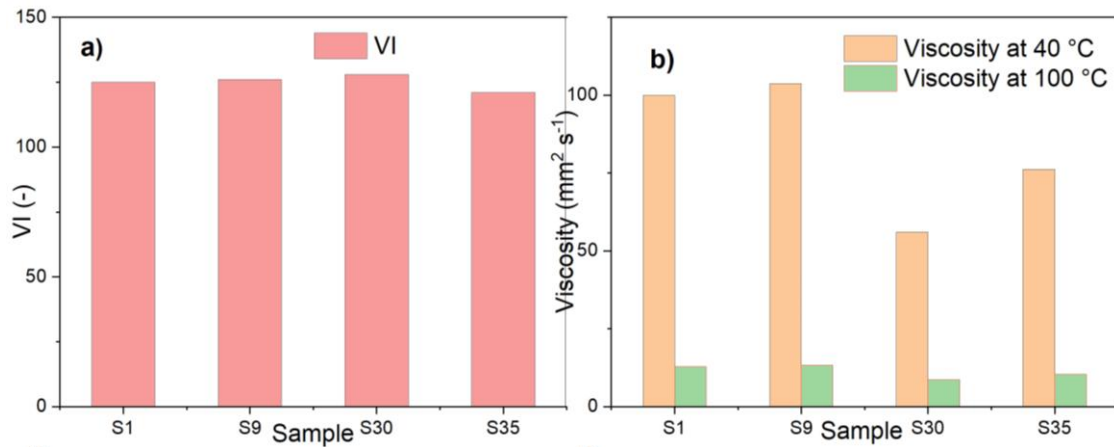 a)
VI
150
100
50
0
VI (-)
S1 S9 S30 S35
Sample
b)
Viscosity at 40 °C
Viscosity at 100 °C
100
50
0
Viscosity (mm² s⁻¹)
S1 S9 S30 S35
Sample